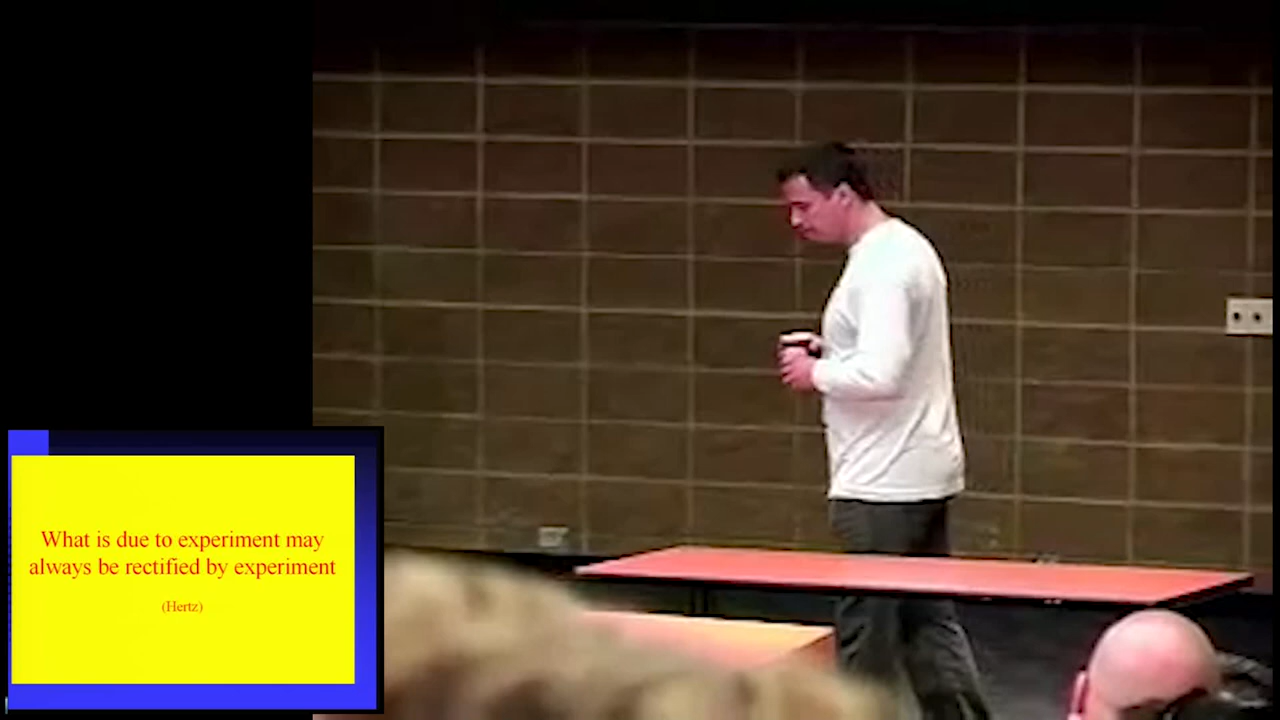 What is due to experiment may
always be rectified by experiment
(Hertz)